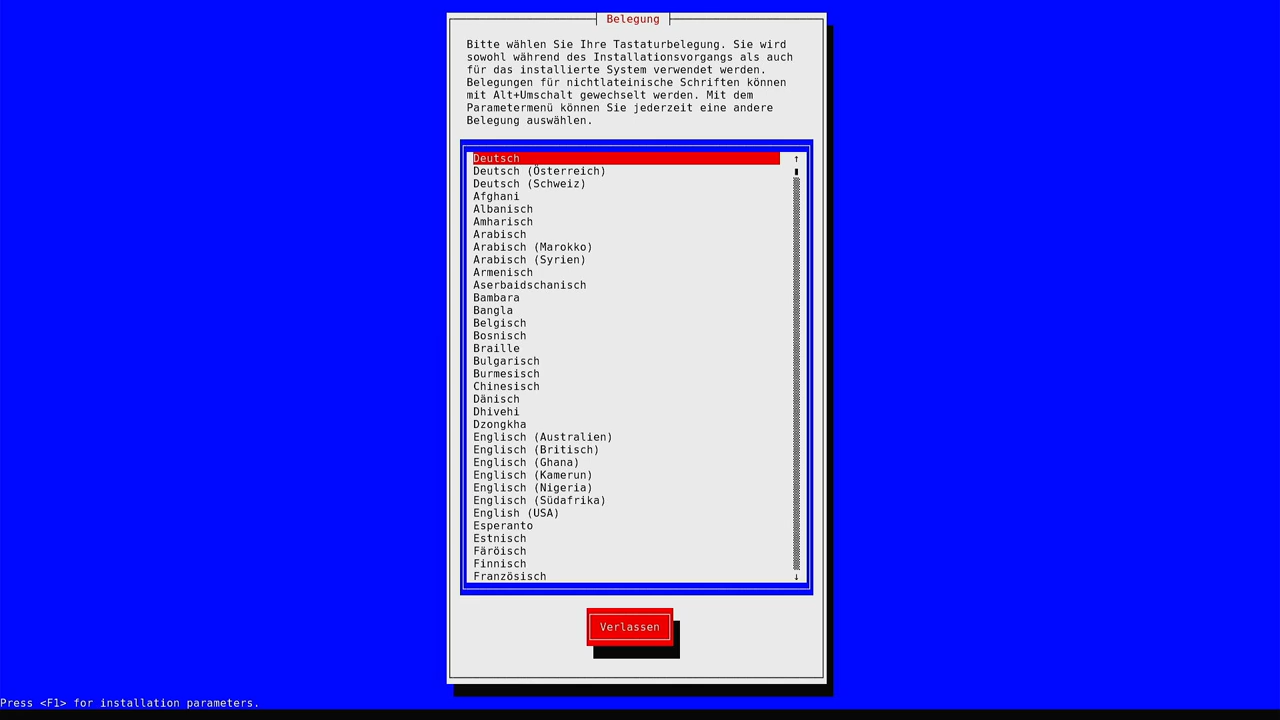 Belegung
Bitte wählen Sie Ihre Tastaturbelegung. Sie wird
sowohl während des Installationsvorgangs als auch
für das installierte System verwendet werden.
Belegungen für nichtlateinische Schriften können
mit Alt+Umschalt gewechselt werden. Mit dem
Parametermenü können Sie jederzeit eine andere
Belegung auswählen.
Deutsch
Deutsch (Österreich)
Deutsch (Schweiz)
Afghani
Albanisch
Amharisch
Arabisch
Arabisch (Marokko)
Arabisch (Syrien)
Armenisch
Aserbaidschanisch
Bambara
Bangla
Belgisch
Bosnisch
Braille
Bulgarisch
Burmesisch
Chinesisch
Dänisch
Dhivehi
Dzongkha
Englisch (Australien)
Englisch (Britisch)
Englisch (Ghana)
Englisch (Kamerun)
Englisch (Nigeria)
Englisch (Südafrika)
English (USA)
Esperanto
Estnisch
Färöisch
Finnisch
Französisch
Verlassen
Press <F1> for installation parameters.